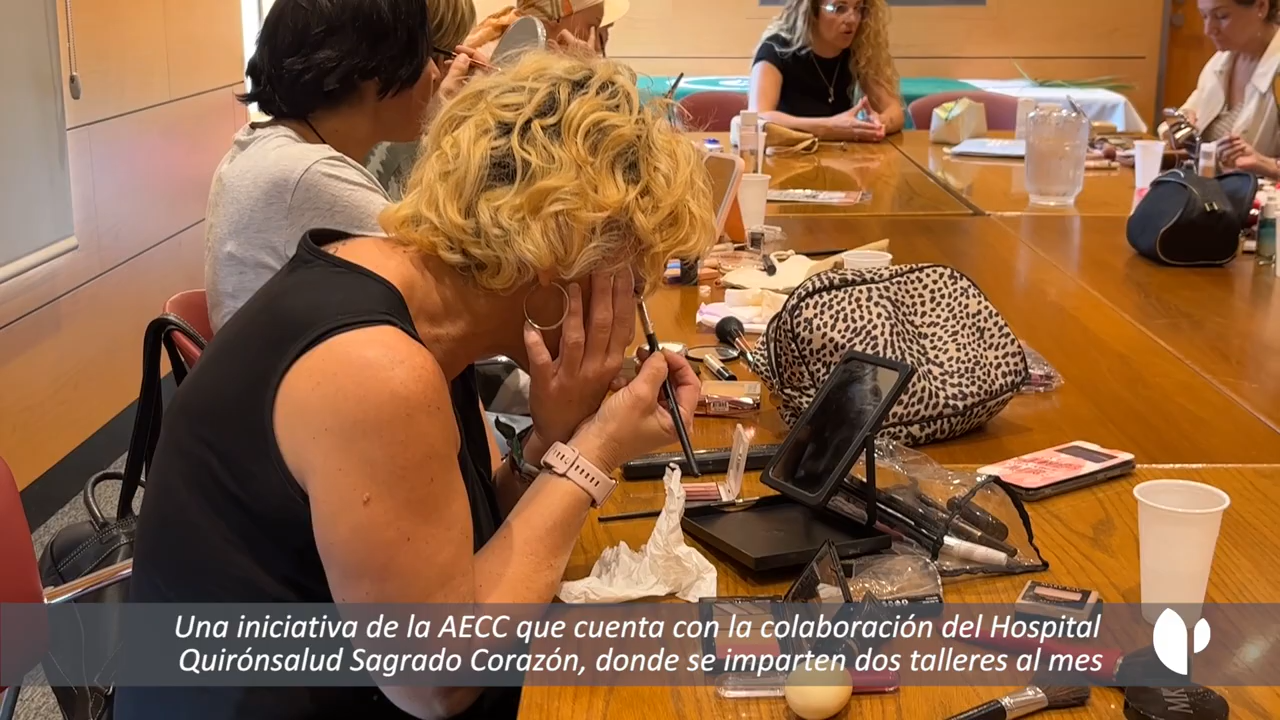 Una iniciativa de la AECC que cuenta con la colaboración del Hospital
Quirónsalud Sagrado Corazón, donde se imparten dos talleres al mes
MK